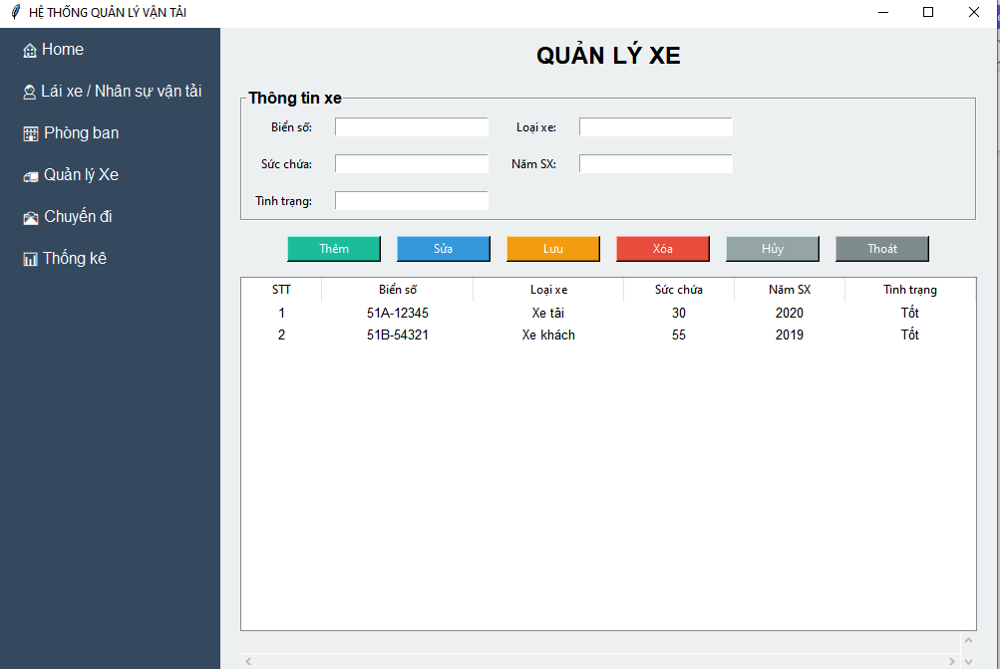 HỆ THỐNG QUẢN LÝ VẬN TẢI
Home
Lái xe / Nhân sự vận tải
Phòng ban
Quản lý Xe
Chuyến đi
Thống kê
QUẢN LÝ XE
Thông tin xe
Biển số: Loại xe:
Sức chứa: Năm SX:
Tình trạng:
Thêm Sửa Lưu Xóa Hủy Thoát
STT Biển số Loại xe Sức chứa Năm SX Tình trạng
1 51A-12345 Xe tải 30 2020 Tốt
2 51B-54321 Xe khách 55 2019 Tốt